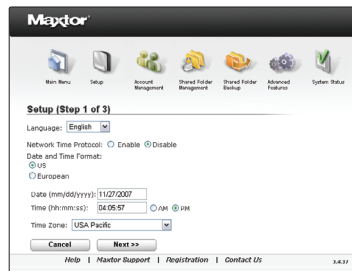 Maxtor
Main Menu
Setup
Account Management
Shared Folder Management
Shared Folder Backup
Advanced Features
System Status
Setup (Step 1 of 3)
Language: English
Network Time Protocol: Enable Disable
Date and Time Format:
US
European
Date (mm/dd/yyyy): 11/27/2007
Time (hh:mm:ss): 04:05:57 AM PM
Time Zone: USA Pacific
Cancel Next >>
Help | Maxtor Support | Registration | Contact Us